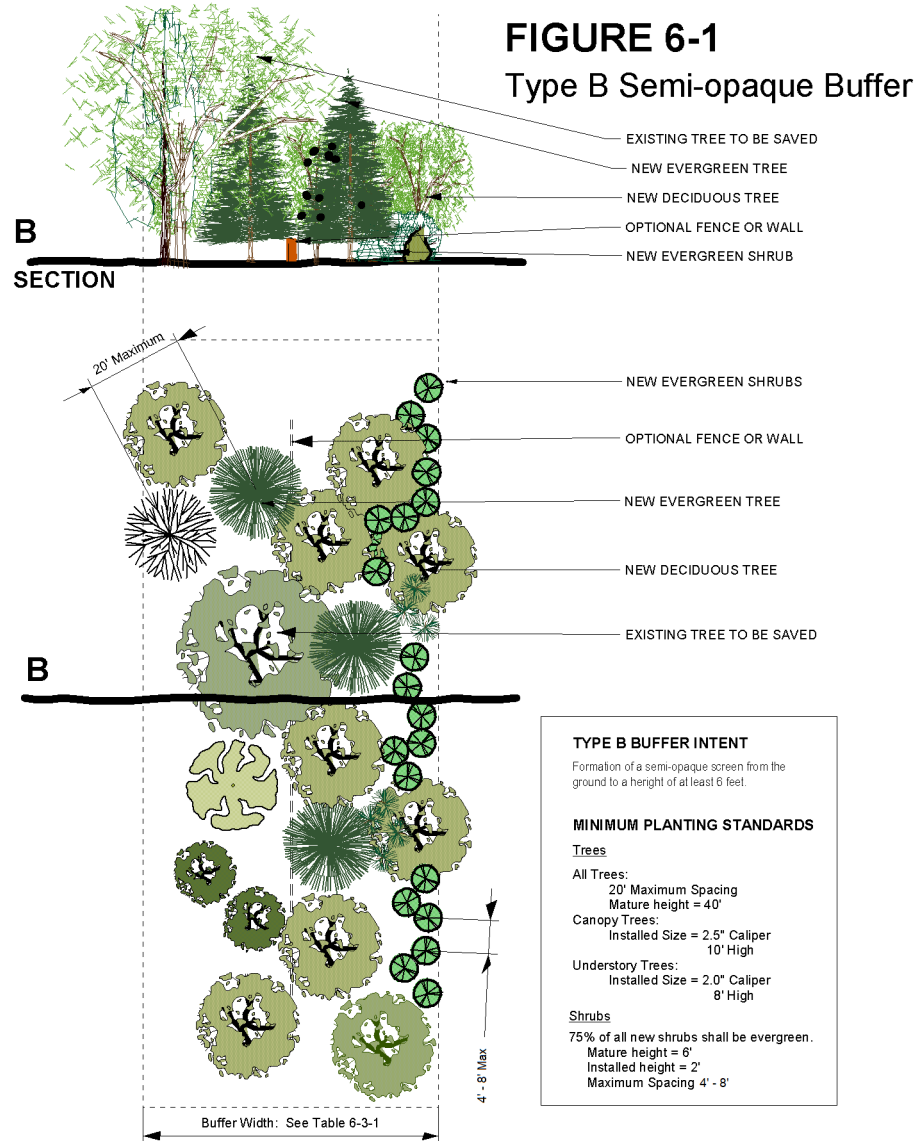 FIGURE 6-1
Type B Semi-opaque Buffer
EXISTING TREE TO BE SAVED
NEW EVERGREEN TREE
NEW DECIDUOUS TREE
OPTIONAL FENCE OR WALL
NEW EVERGREEN SHRUB
B
SECTION
20' Maximum
NEW EVERGREEN SHRUBS
OPTIONAL FENCE OR WALL
NEW EVERGREEN TREE
NEW DECIDUOUS TREE
EXISTING TREE TO BE SAVED
B
TYPE B BUFFER INTENT
Formation of a semi-opaque screen from the
ground to a heright of at least 6 feet.
MINIMUM PLANTING STANDARDS
Trees
All Trees:
20' Maximum Spacing
Mature height = 40'
Canopy Trees:
Installed Size = 2.5" Caliper
10' High
Understory Trees:
Installed Size = 2.0" Caliper
8' High
Shrubs
75% of all new shrubs shall be evergreen.
Mature height = 6'
Installed height = 2'
Maximum Spacing 4' - 8'
4' - 8' Max
Buffer Width: See Table 6-3-1